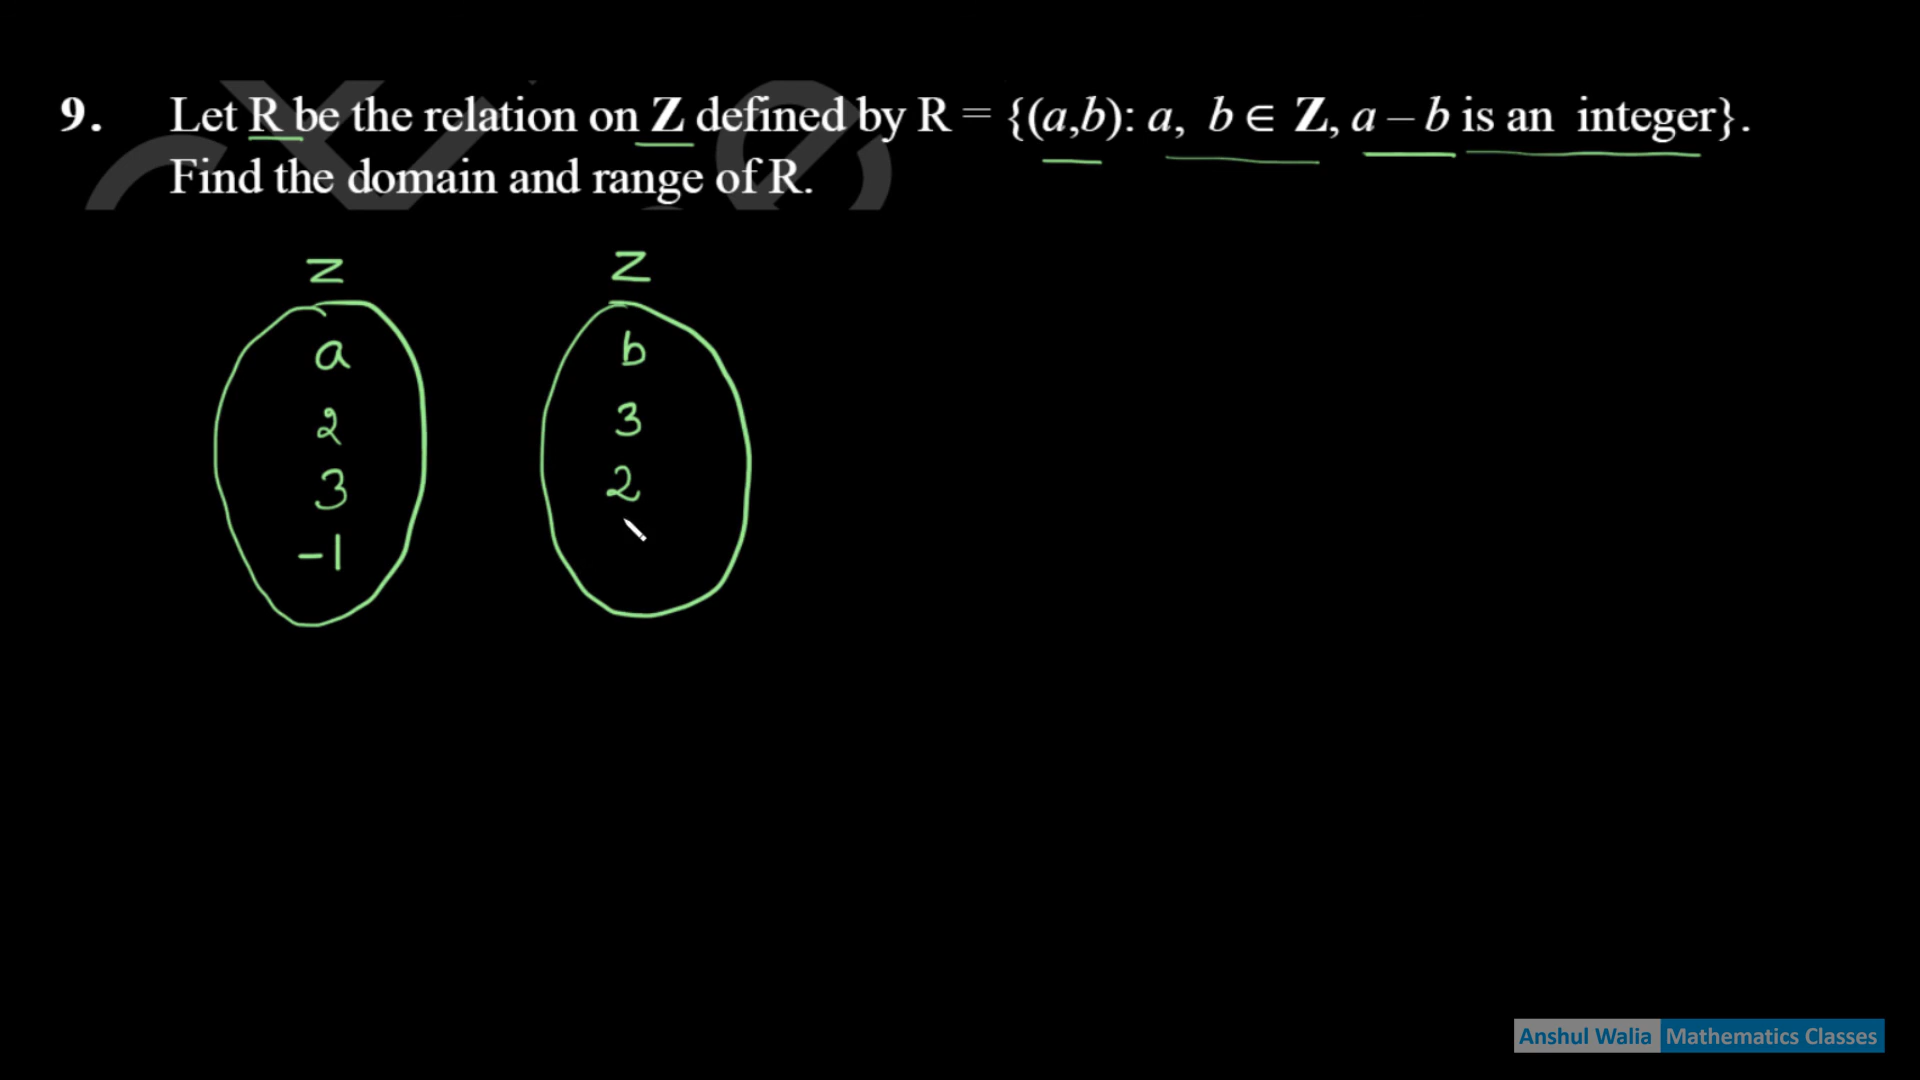 9. Let R be the relation on Z defined by R = {(a,b): a, b ∈ Z, a – b is an integer}.
Find the domain and range of R.
Z Z
a b
2 3
3 2
-1
Anshul Walia Mathematics Classes